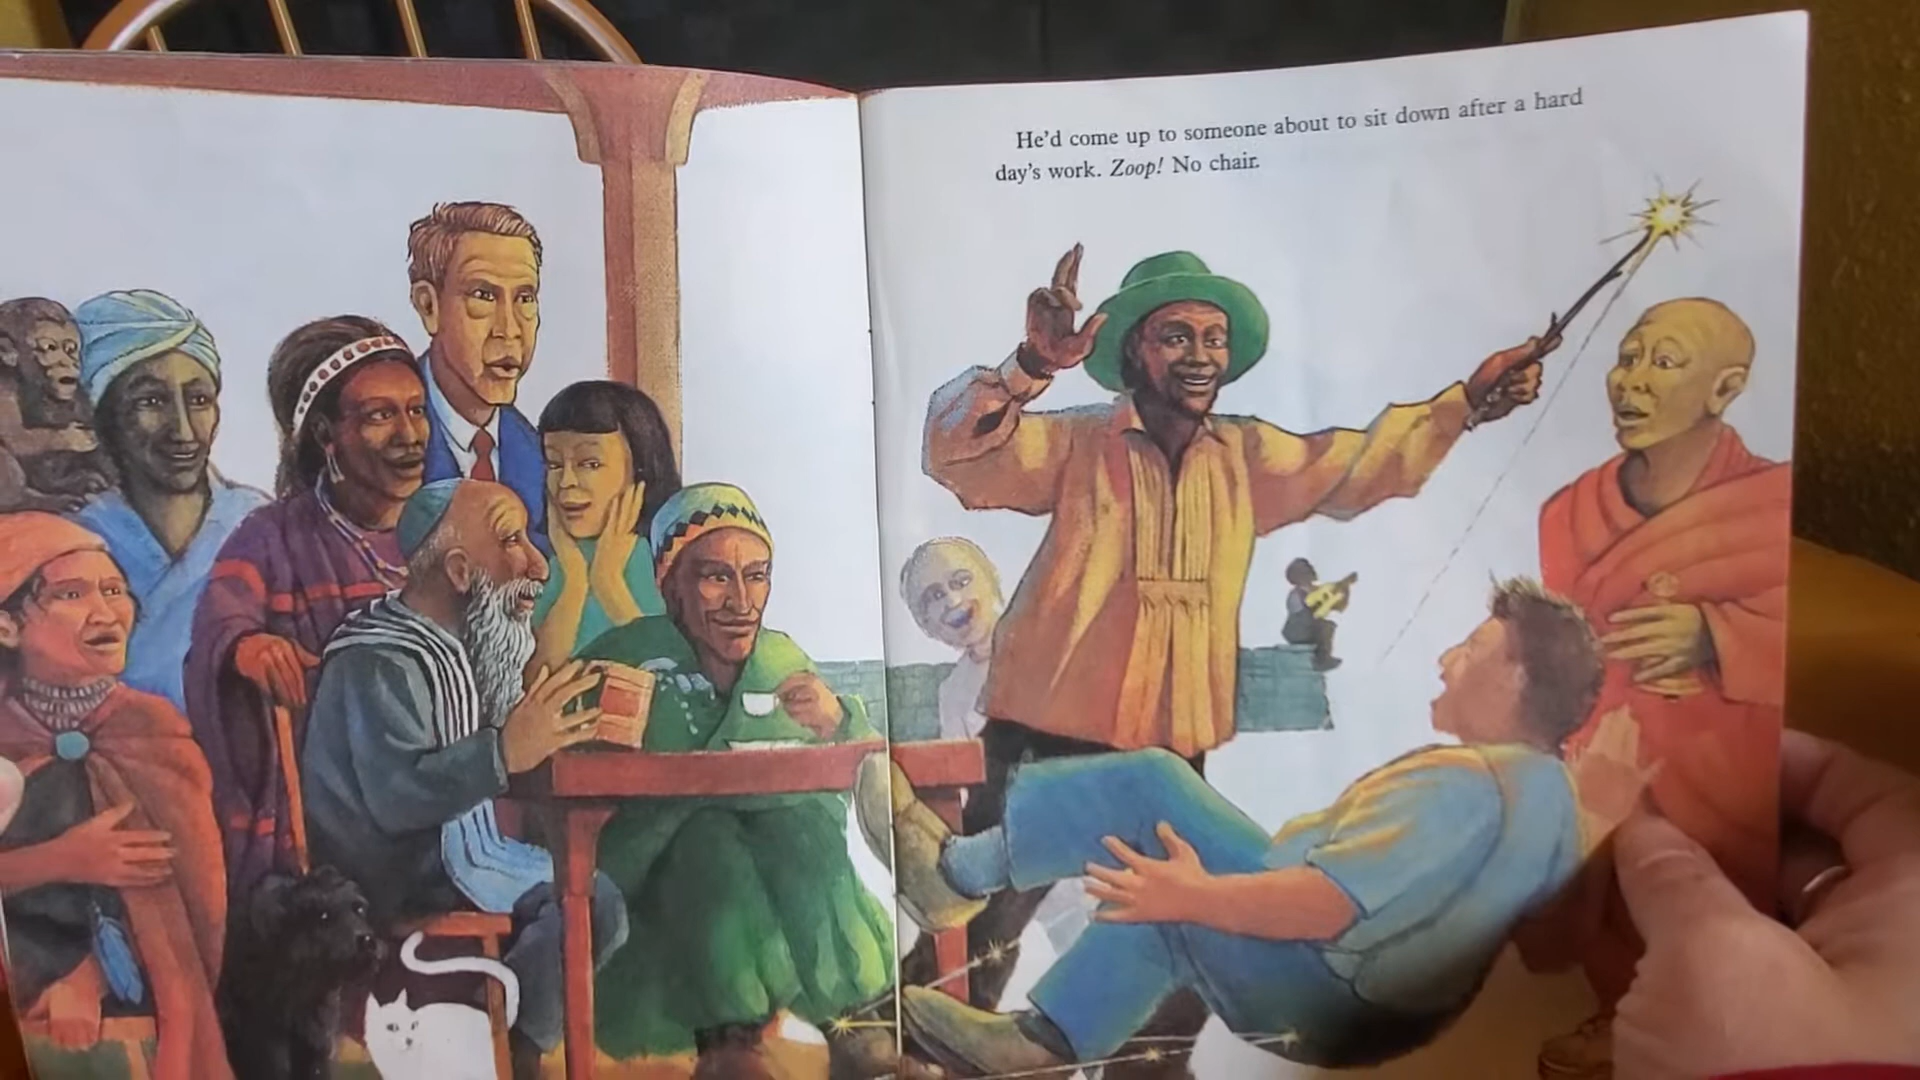 He'd come up to someone about to sit down after a hard
day's work. Zoop! No chair.